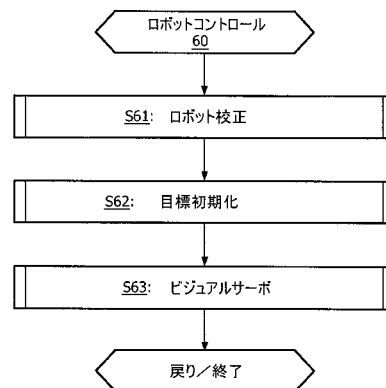 ロボットコントロール
60
S61: ロボット校正
S62: 目標初期化
S63: ビジュアルサーボ
戻り／終了